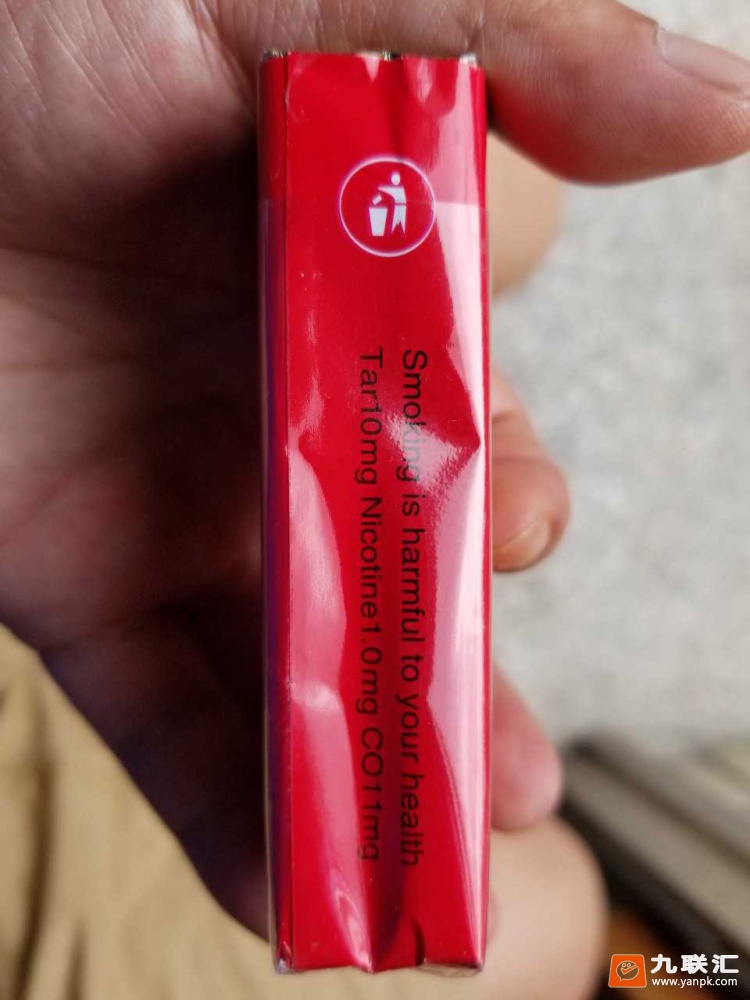 Smoking is harmful to your health
Tar10mg Nicotine1.0mg CO11mg
九联汇
www.yanpk.com